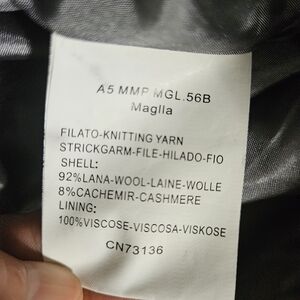 A5 MMP MGL.56B
Maglla
FILATO-KNITTING YARN
STRICKGARM-FILE-HILADO-FIO
SHELL:
92%LANA-WOOL-LAINE-WOLLE
8%CACHEMIR-CASHMERE
LINING:
100%VISCOSE-VISCOSA-VISKOSE
CN73136